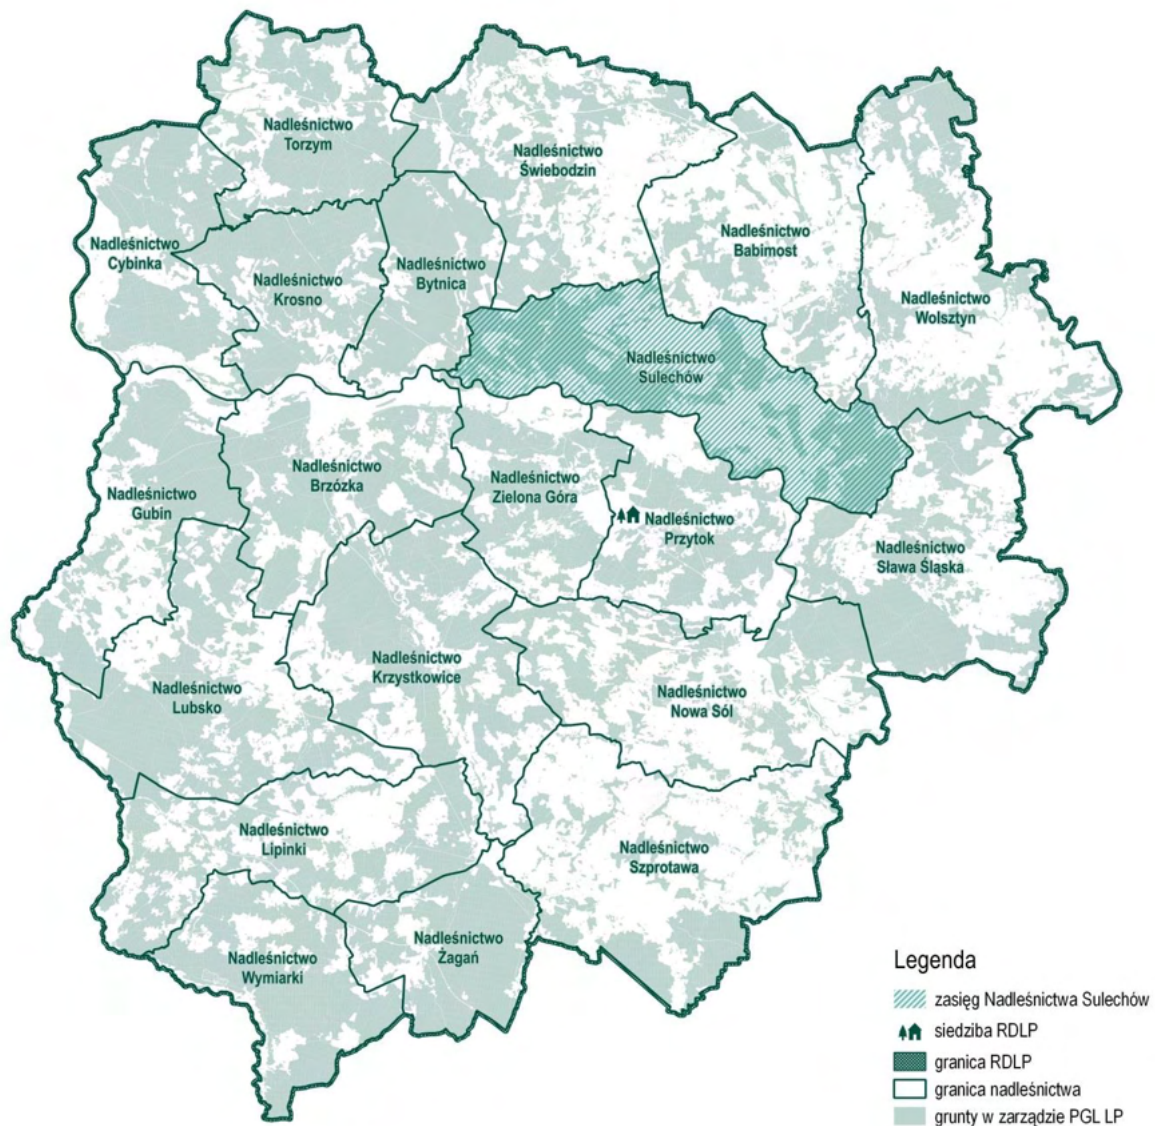 Nadleśnictwo
Torzym
Nadleśnictwo
Świebodzin
Nadleśnictwo
Cybinka
Nadleśnictwo
Krosno
Nadleśnictwo
Bytnica
Nadleśnictwo
Babimost
Nadleśnictwo
Wolsztyn
Nadleśnictwo
Sulechów
Nadleśnictwo
Gubin
Nadleśnictwo
Brzózka
Nadleśnictwo
Zielona Góra
Nadleśnictwo
Przytok
Nadleśnictwo
Sława Śląska
Nadleśnictwo
Lubsko
Nadleśnictwo
Krzystkowice
Nadleśnictwo
Nowa Sól
Nadleśnictwo
Lipinki
Nadleśnictwo
Szprotawa
Nadleśnictwo
Wymiarki
Nadleśnictwo
Żagań
Legenda
zasięg Nadleśnictwa Sulechów
siedziba RDLP
granica RDLP
granica nadleśnictwa
grunty w zarządzie PGL LP